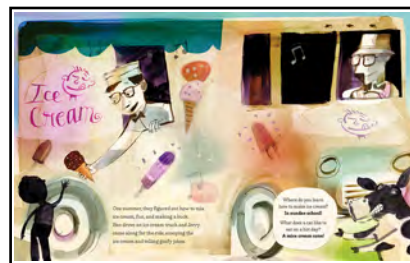 Ice
Cream
One summer, they figured out how to mix
ice cream, fun, and making a buck.
Ben drove an ice cream truck and Jerry
came along for the ride, scooping the
ice cream and telling goofy jokes.
Where do you learn
how to make ice cream?
In sundae school!
What does a cat like to
eat on a hot day?
A mice cream cone!